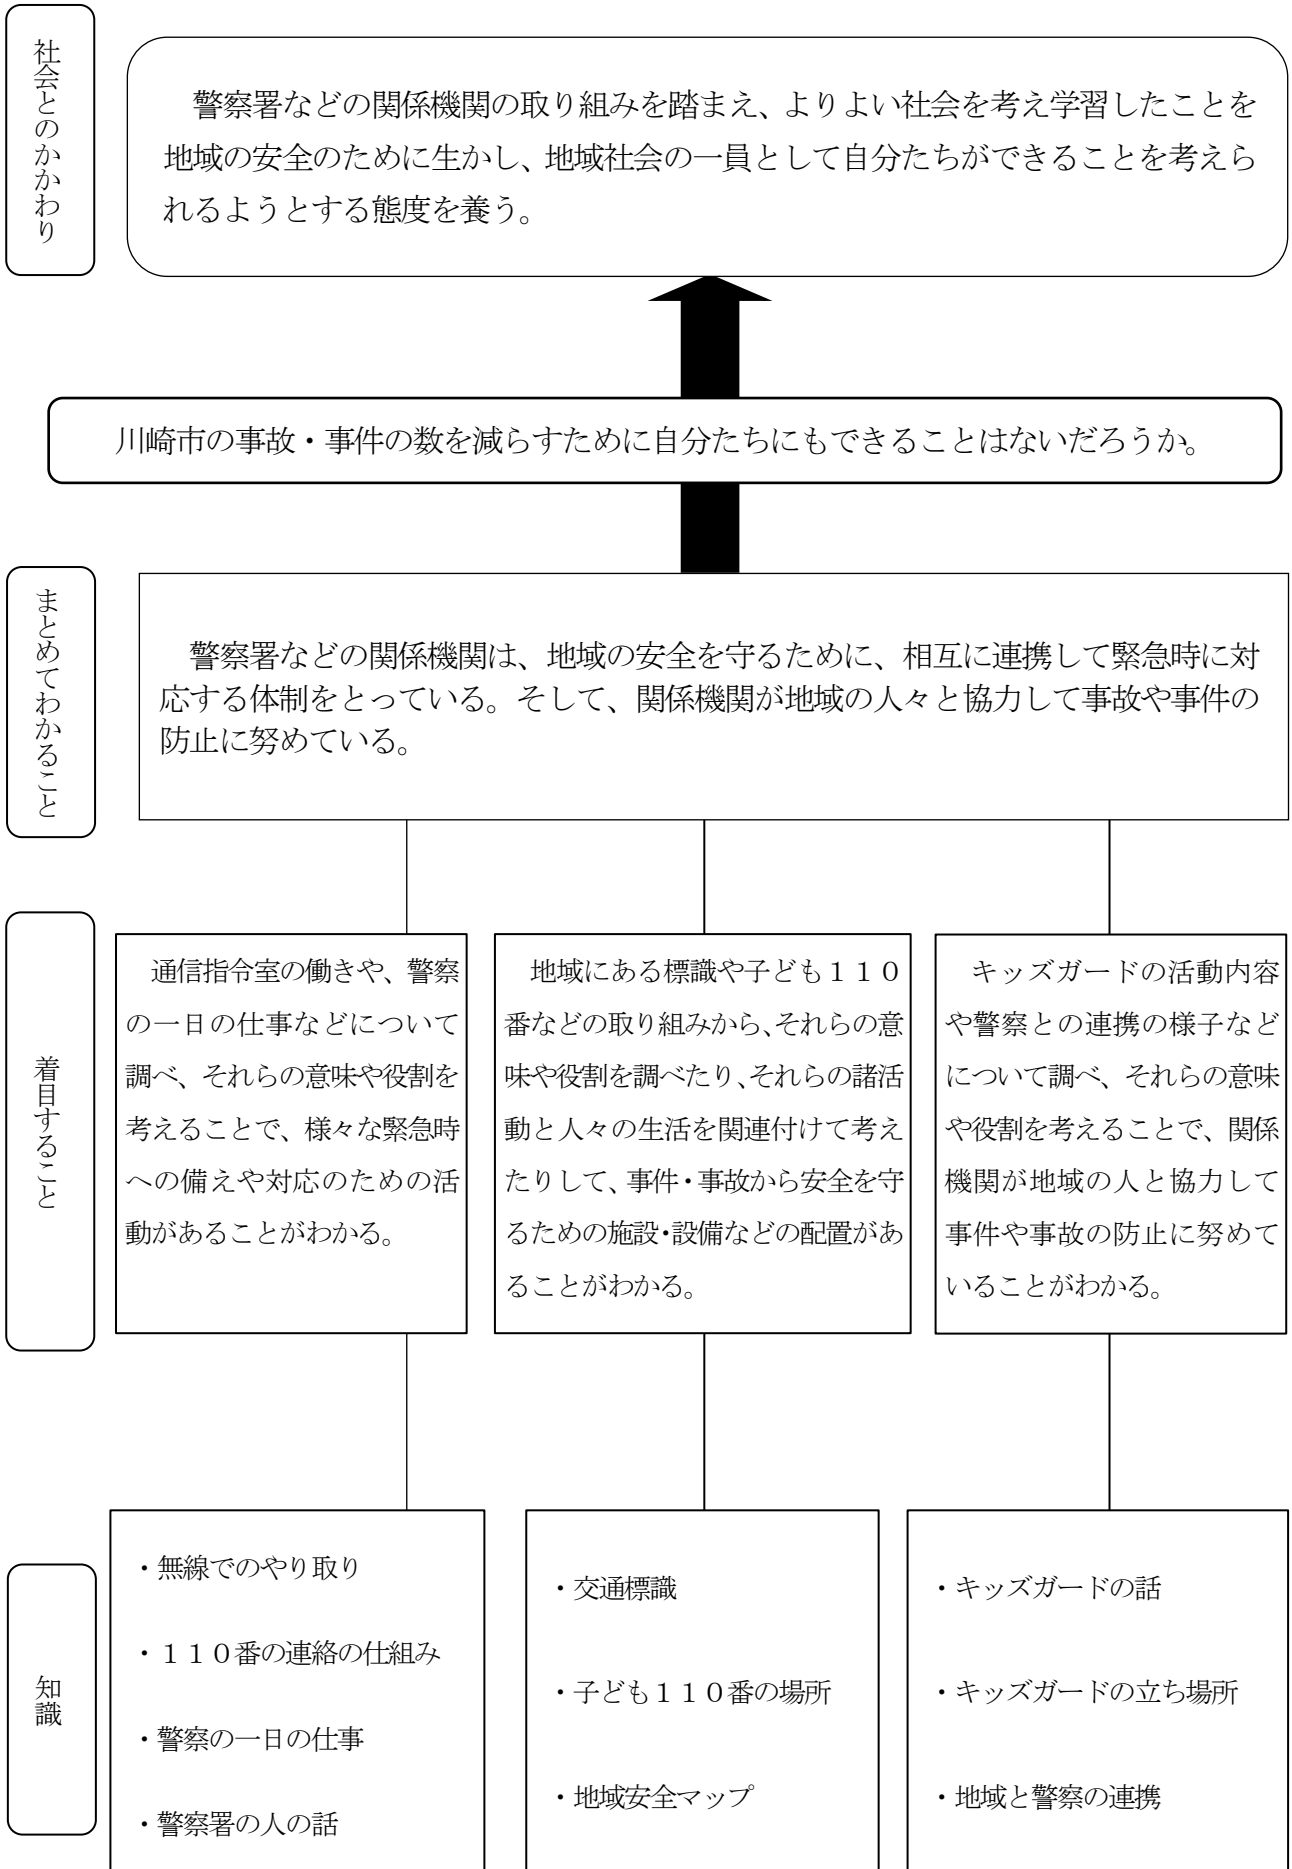 社会とのかかわり
　警察署などの関係機関の取り組みを踏まえ、よりよい社会を考え学習したことを
地域の安全のために生かし、地域社会の一員として自分たちができることを考えら
れるようとする態度を養う。
川崎市の事故・事件の数を減らすために自分たちにもできることはないだろうか。
まとめてわかること
　警察署などの関係機関は、地域の安全を守るために、相互に連携して緊急時に対
応する体制をとっている。そして、関係機関が地域の人々と協力して事故や事件の
防止に努めている。
着目すること
　通信指令室の働きや、警察
の一日の仕事などについて
調べ、それらの意味や役割を
考えることで、様々な緊急時
への備えや対応のための活
動があることがわかる。
　地域にある標識や子ども１１０
番などの取り組みから、それらの意
味や役割を調べたり、それらの諸活
動と人々の生活を関連付けて考え
たりして、事件・事故から安全を守
るための施設・設備などの配置があ
ることがわかる。
　キッズガードの活動内容
や警察との連携の様子など
について調べ、それらの意味
や役割を考えることで、関係
機関が地域の人と協力して
事件や事故の防止に努めて
いることがわかる。
知識
・無線でのやり取り
・１１０番の連絡の仕組み
・警察の一日の仕事
・警察署の人の話
・交通標識
・子ども１１０番の場所
・地域安全マップ
・キッズガードの話
・キッズガードの立ち場所
・地域と警察の連携